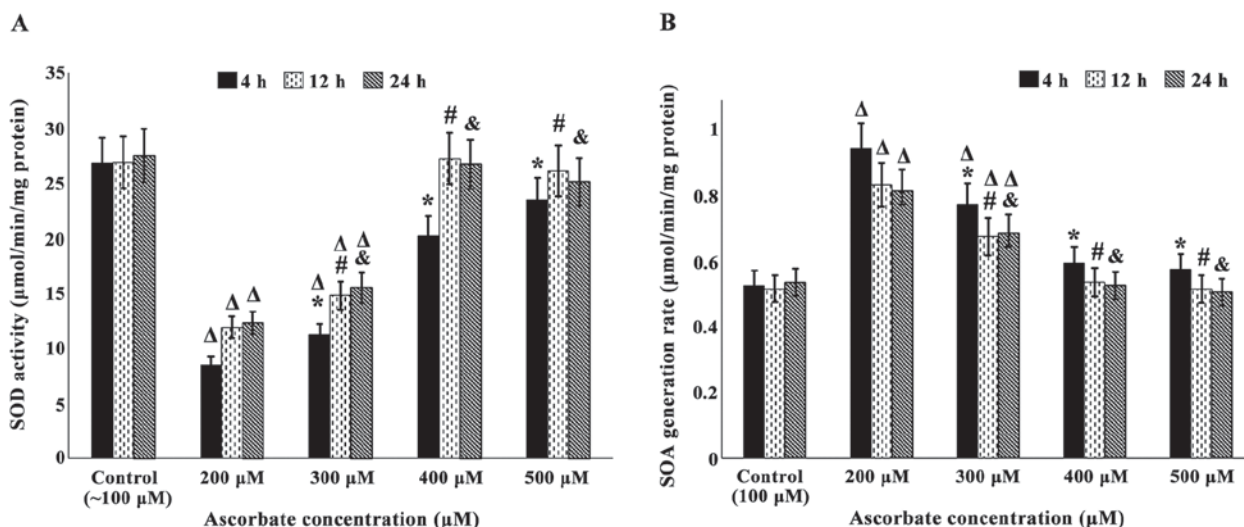 A
SOD activity (μmol/min/mg protein)
35
30
25
20
15
10
5
0
4 h 12 h 24 h
Δ Δ Δ
Δ Δ Δ
* # &
* # &
* # &
Control
(~100 μM)
200 μM 300 μM 400 μM 500 μM
Ascorbate concentration (μM)
B
SOA generation rate (μmol/min/mg protein)
1
0.8
0.6
0.4
0.2
0
4 h 12 h 24 h
Δ Δ Δ
Δ Δ Δ
* # &
* # &
* # &
Control
(100 μM)
200 μM 300 μM 400 μM 500 μM
Ascorbate concentration (μM)